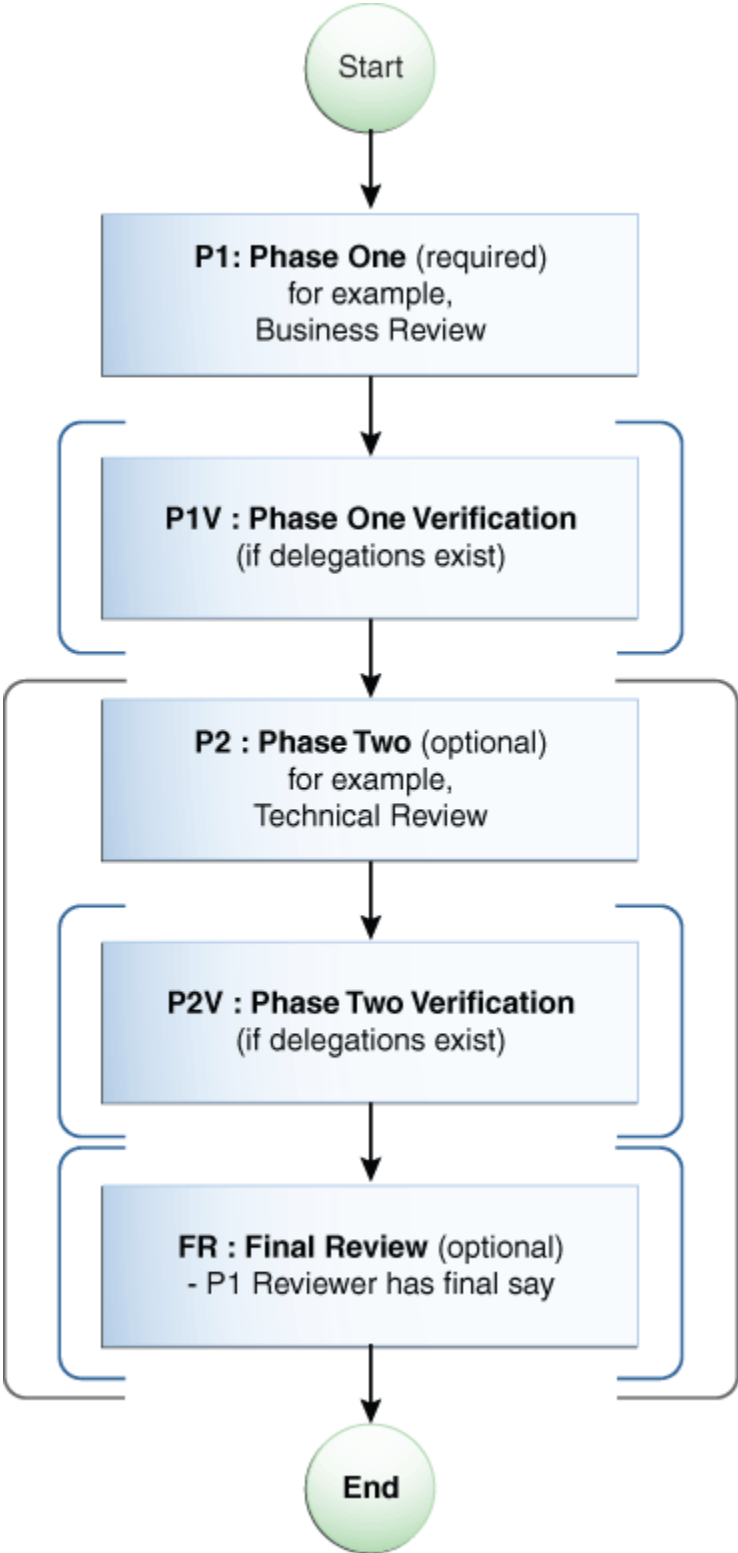 Start
P1: Phase One (required)
for example,
Business Review
P1V : Phase One Verification
(if delegations exist)
P2 : Phase Two (optional)
for example,
Technical Review
P2V : Phase Two Verification
(if delegations exist)
FR : Final Review (optional)
- P1 Reviewer has final say
End